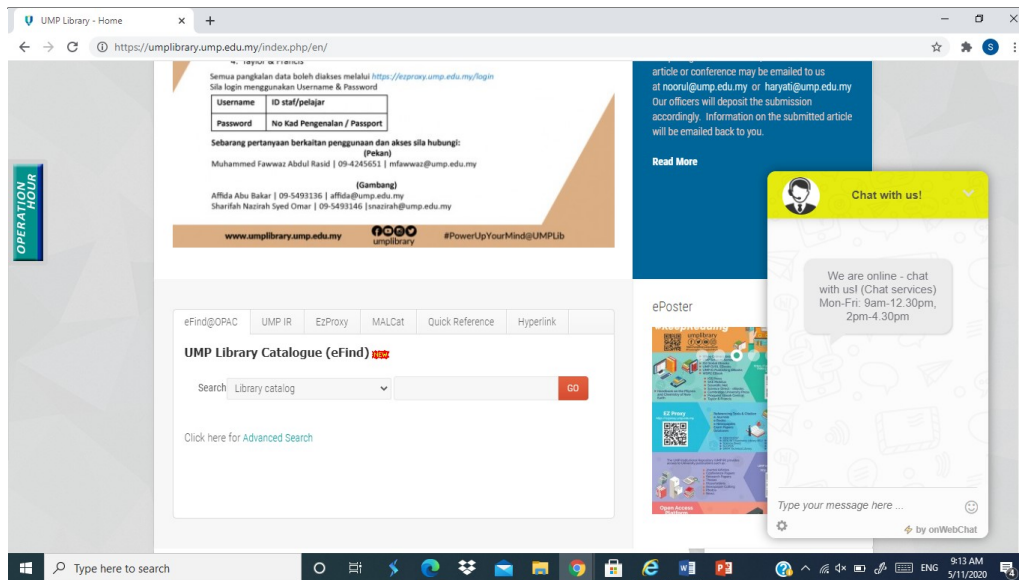 UMP Library - Home
https://umplibrary.ump.edu.my/index.php/en/
S
4. Taylor & Francis
Semua pangkalan data boleh diakses melalui https://ezproxy.ump.edu.my/login
Sila login menggunakan Username & Password
Username ID staf/pelajar
Password No Kad Pengenalan / Passport
Sebarang pertanyaan berkaitan penggunaan dan akses sila hubungi:
(Pekan)
Muhammed Fawwaz Abdul Rasid | 09-4245651 | mfawwaz@ump.edu.my
(Gambang)
Affida Abu Bakar | 09-5493136 | affida@ump.edu.my
Sharifah Nazirah Syed Omar | 09-5493146 |snazirah@ump.edu.my
www.umplibrary.ump.edu.my
umplibrary
#PowerUpYourMind@UMPLib
article or conference may be emailed to us
at noorul@ump.edu.my or haryati@ump.edu.my
Our officers will deposit the submission
accordingly. Information on the submitted article
will be emailed back to you.
Read More
OPERATION
HOUR
eFind@OPAC UMP IR EzProxy MALCat Quick Reference Hyperlink
UMP Library Catalogue (eFind) NEW
Search Library catalog GO
Click here for Advanced Search
ePoster
umplibrary
EZ Proxy
Open Access
Platform
Chat with us!
We are online - chat
with us! (Chat services)
Mon-Fri: 9am-12.30pm,
2pm-4.30pm
Type your message here ...
by onWebChat
Type here to search
ENG
9:13 AM
5/11/2020
4